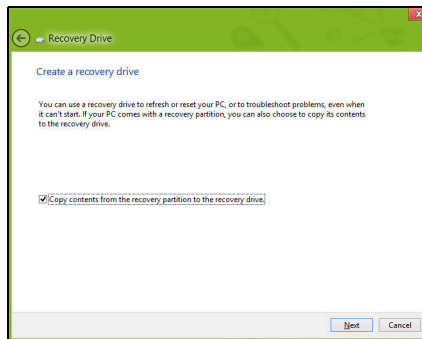 Recovery Drive
Create a recovery drive
You can use a recovery drive to refresh or reset your PC, or to troubleshoot problems, even when
it can't start. If your PC comes with a recovery partition, you can also choose to copy its contents
to the recovery drive.
Copy contents from the recovery partition to the recovery drive.
Next Cancel